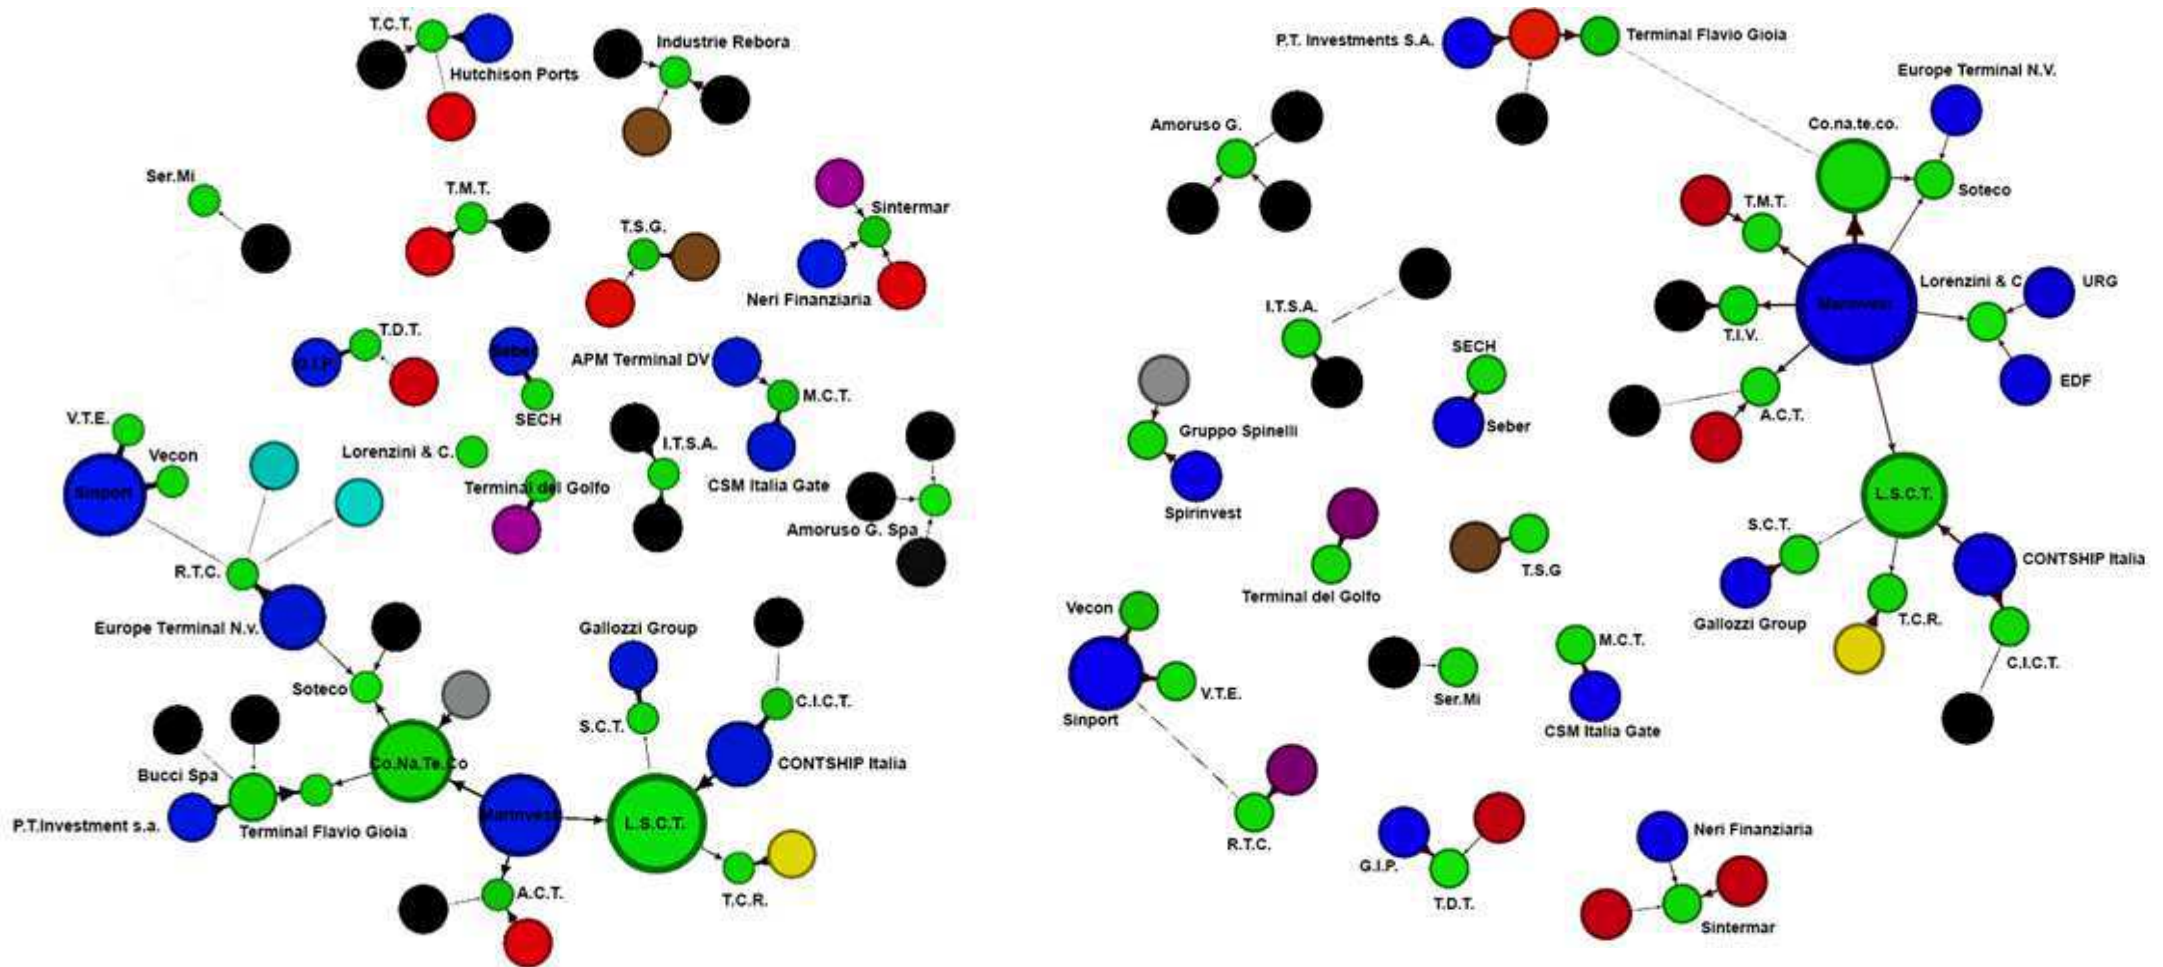 T.C.T.
Hutchison Ports
Industrie Rebora
Ser.Mi
T.M.T.
T.S.G.
Sintermar
Neri Finanziaria
T.D.T.
G.I.P.
Seber
SECH
APM Terminal DV
M.C.T.
CSM Italia Gate
V.T.E.
Vecon
Sinport
Lorenzini & C.
Terminal del Golfo
I.T.S.A.
Amoruso G. Spa
R.T.C.
Europe Terminal N.v.
Soteco
Gallozzi Group
S.C.T.
C.I.C.T.
CONTSHIP Italia
Bucci Spa
Co.Na.Te.Co
P.T.Investment s.a.
Terminal Flavio Gioia
Marinvest
L.S.C.T.
A.C.T.
T.C.R.
P.T. Investments S.A.
Terminal Flavio Gioia
Europe Terminal N.V.
Amoruso G.
Co.na.te.co.
Soteco
T.M.T.
Marinvest
Lorenzini & C
URG
I.T.S.A.
T.I.V.
SECH
EDF
A.C.T.
Seber
Gruppo Spinelli
Spirinvest
L.S.C.T.
S.C.T.
CONTSHIP Italia
Terminal del Golfo
T.S.G
Gallozzi Group
T.C.R.
C.I.C.T.
Vecon
V.T.E.
Sinport
Ser.Mi
M.C.T.
CSM Italia Gate
R.T.C.
G.I.P.
T.D.T.
Neri Finanziaria
Sintermar